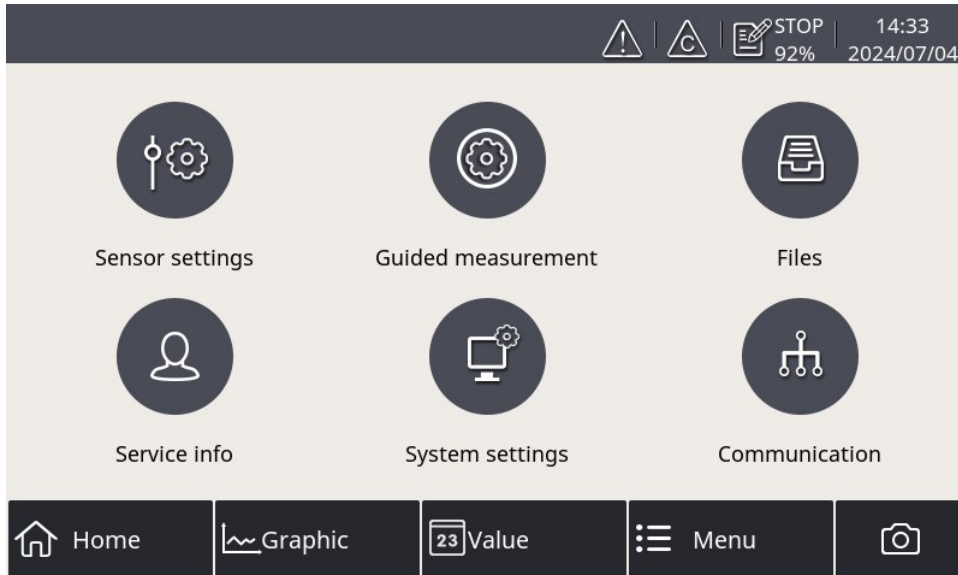 STOP 14:33
92% 2024/07/04
C
Sensor settings Guided measurement Files
Service info System settings Communication
Home Graphic 23 Value Menu